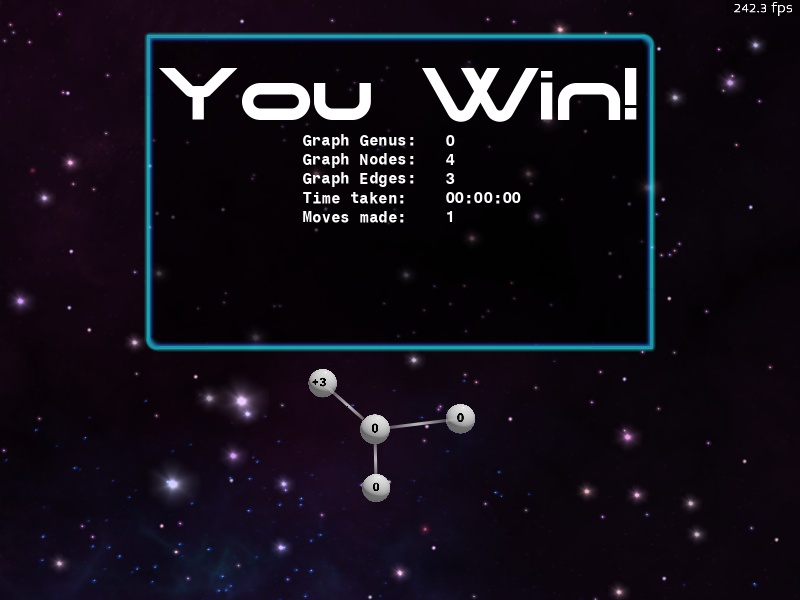 242.3 fps
You Win!
Graph Genus: 0
Graph Nodes: 4
Graph Edges: 3
Time taken: 00:00:00
Moves made: 1
+3
0
0
0